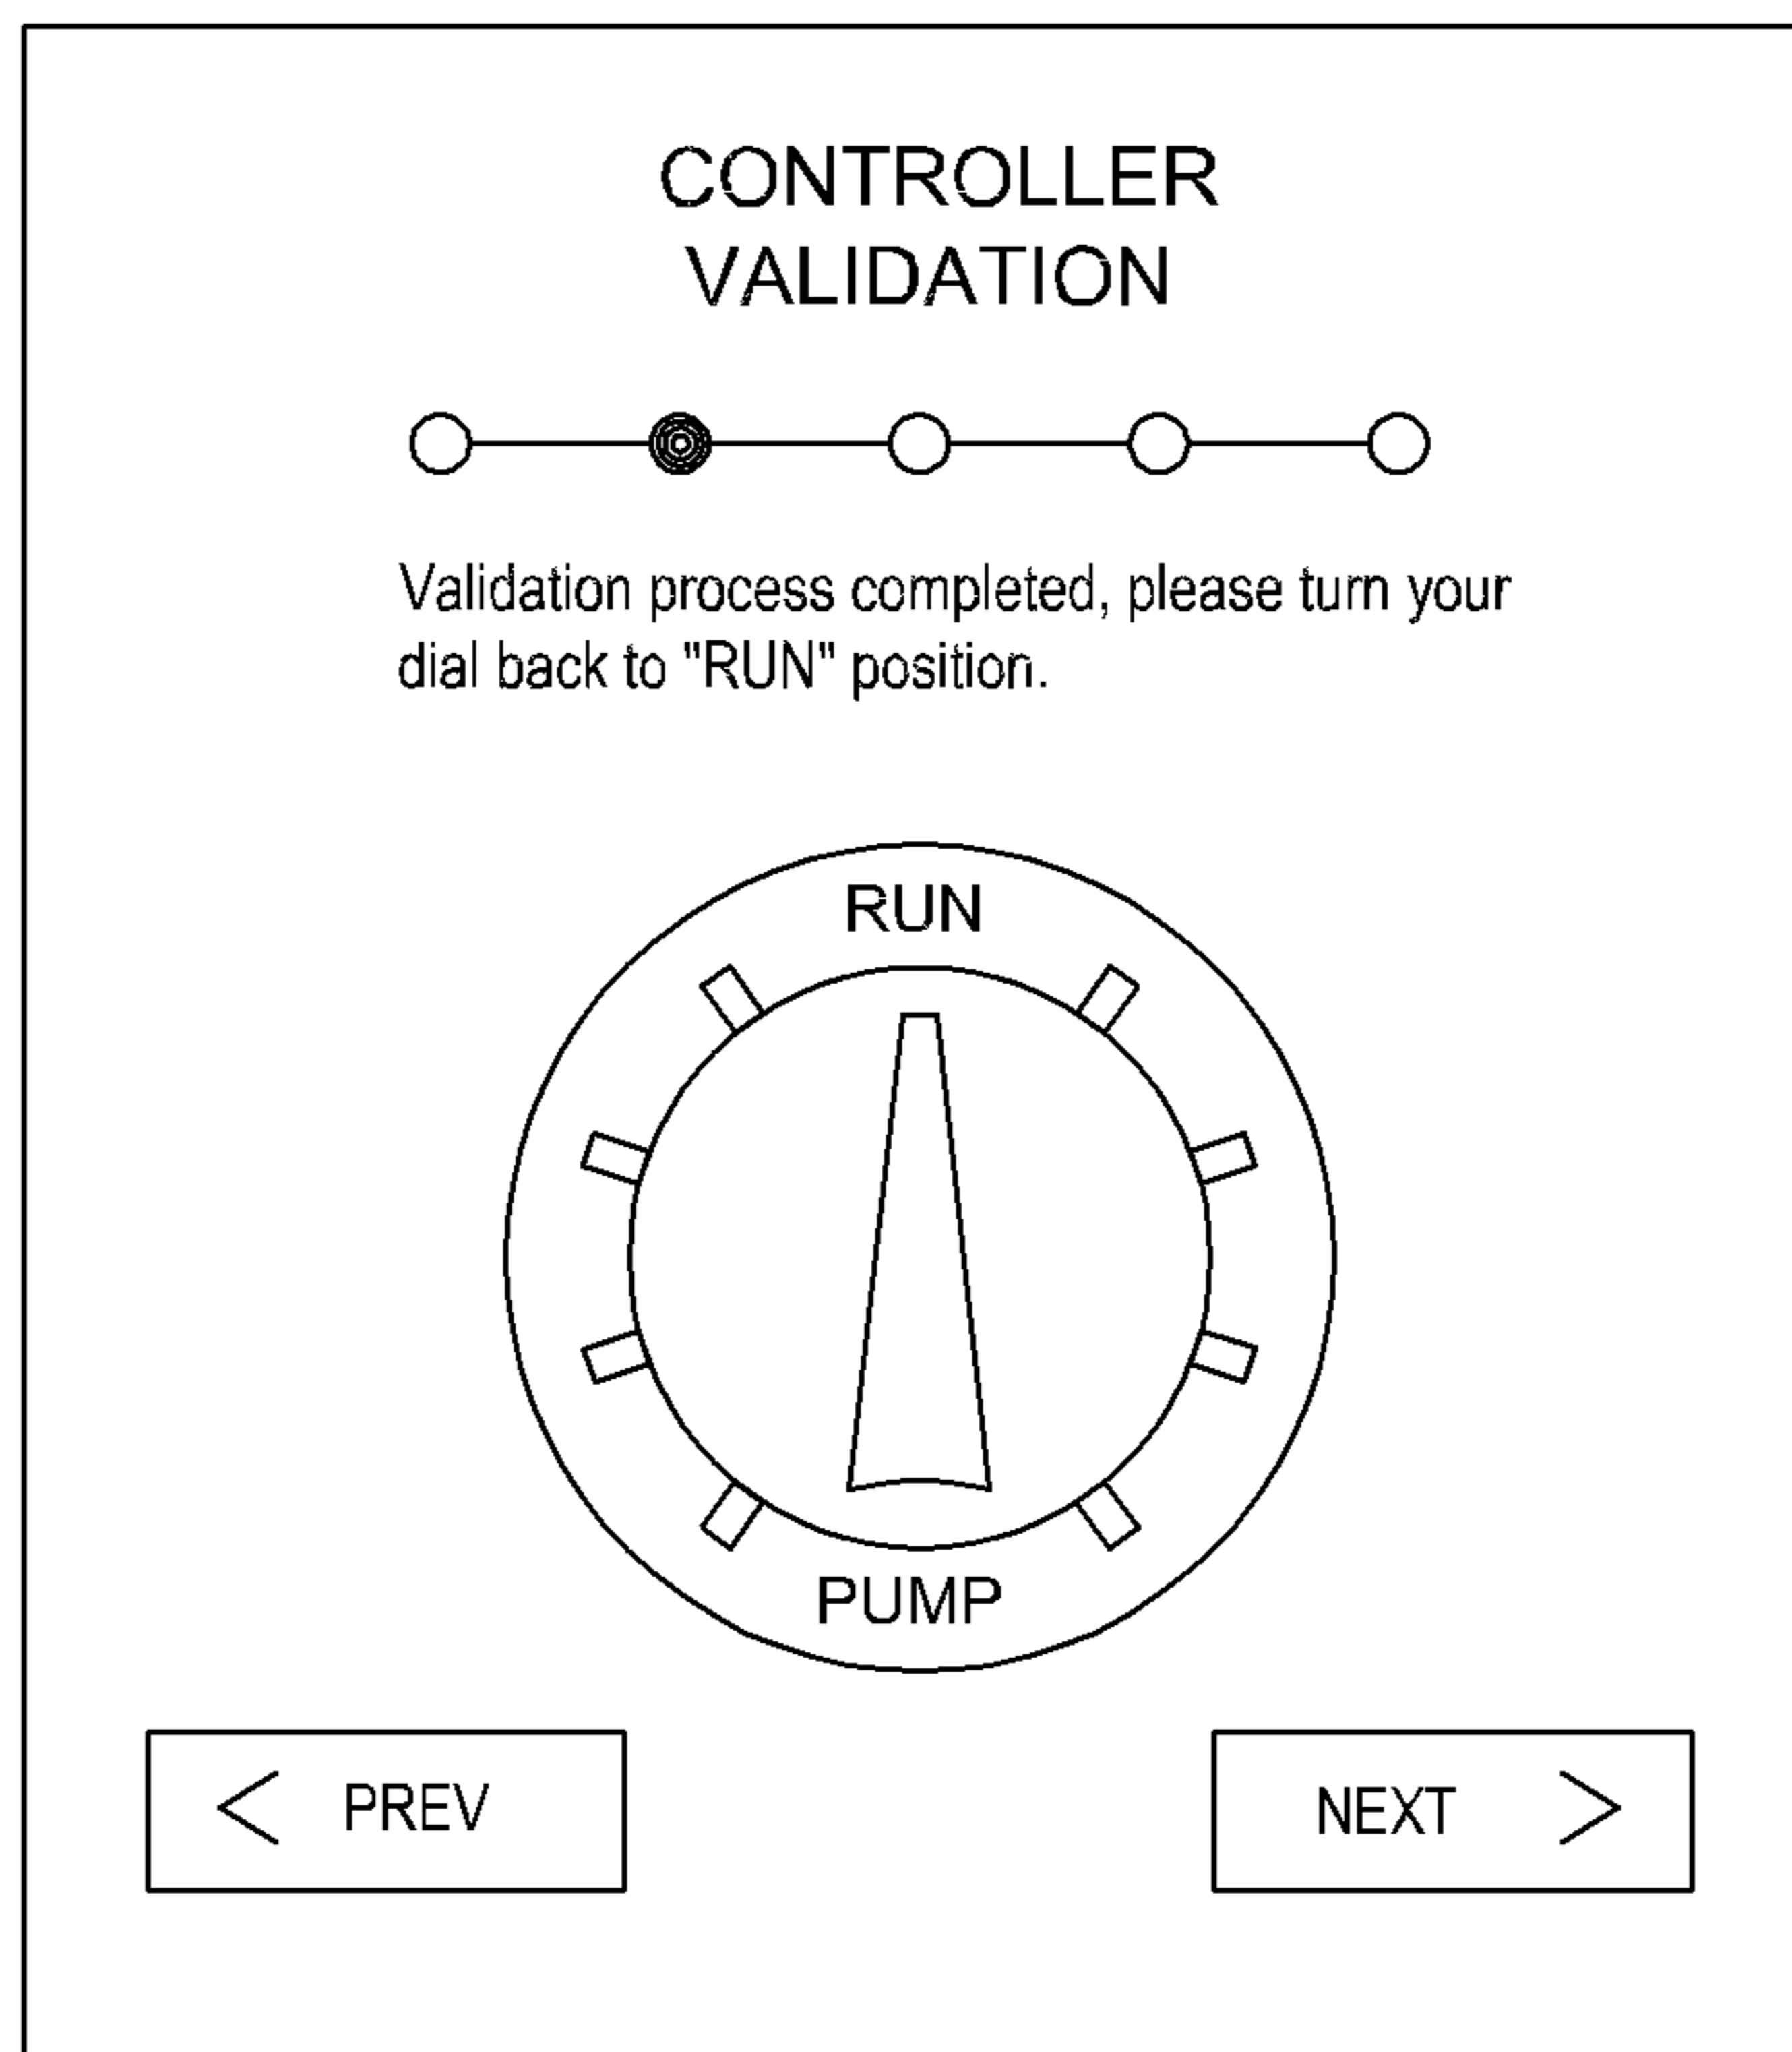 CONTROLLER
VALIDATION
Validation process completed, please turn your
dial back to "RUN" position.
RUN
PUMP
< PREV
NEXT >